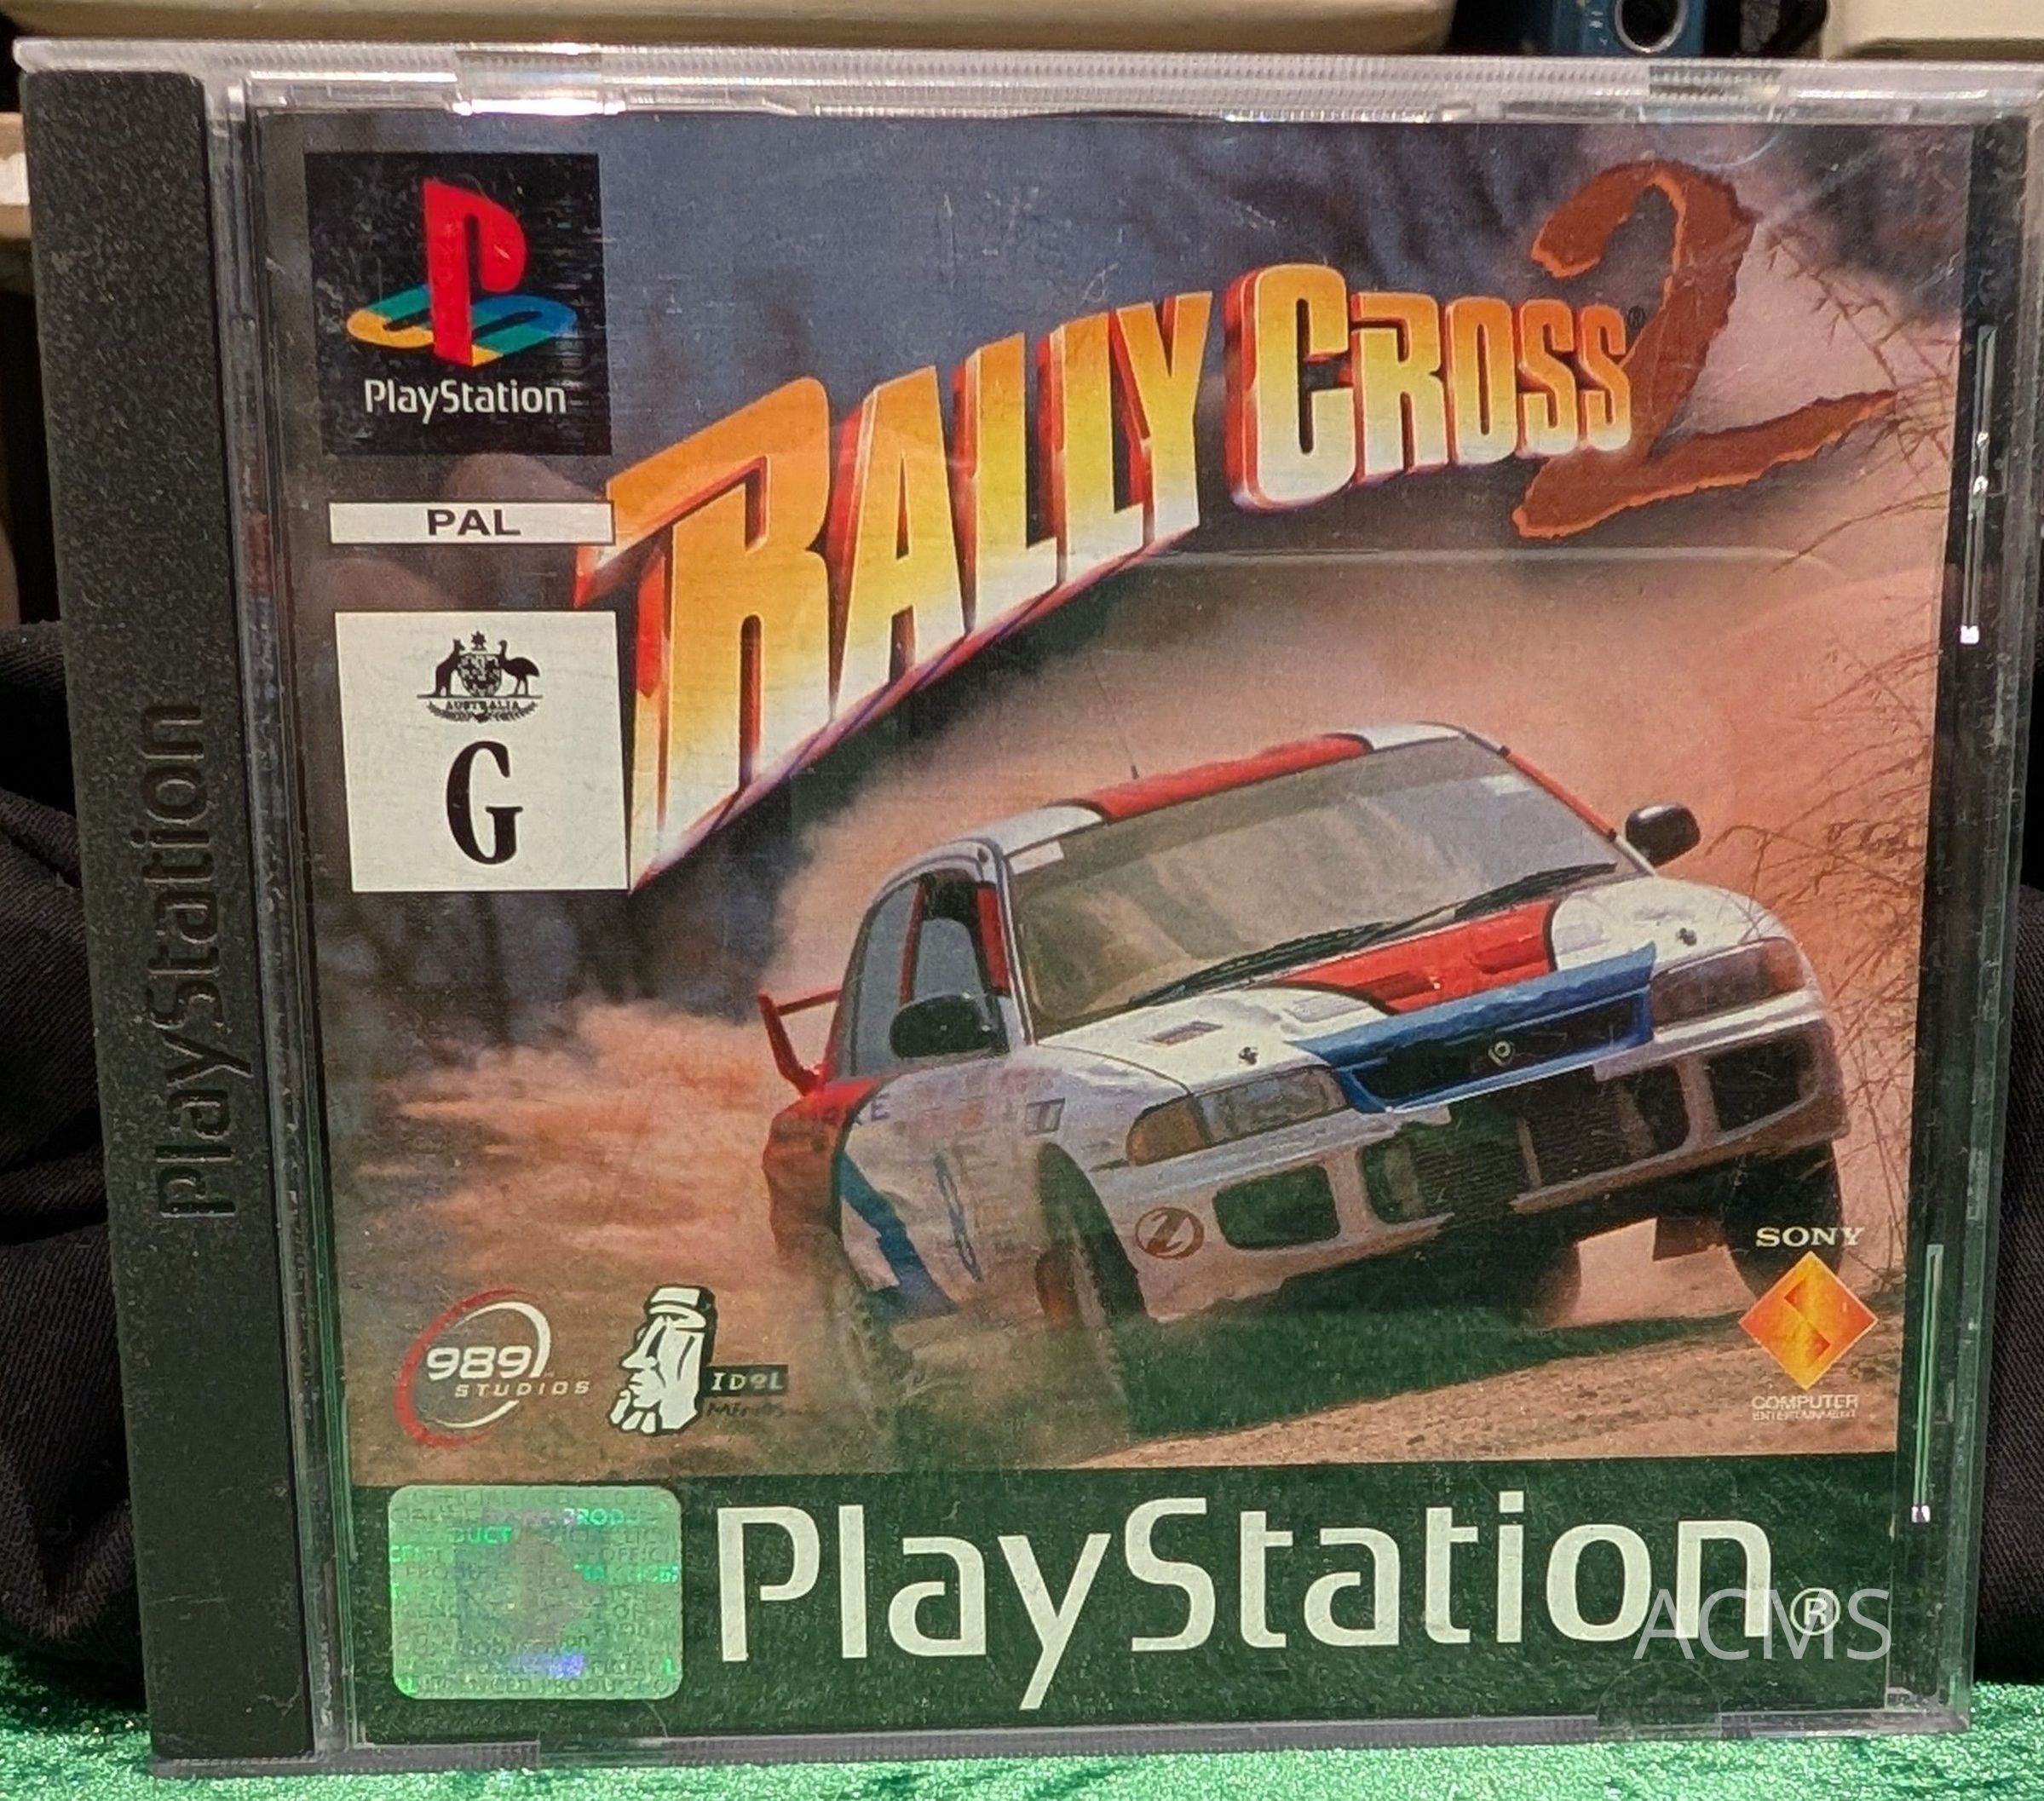 PlayStation
PlayStation
RALLY CROSS® 2
PAL
AUSTRALIA
G
SONY
COMPUTER
ENTERTAINMENT
989
STUDIOS
IDOL
PlayStation®
ACMS